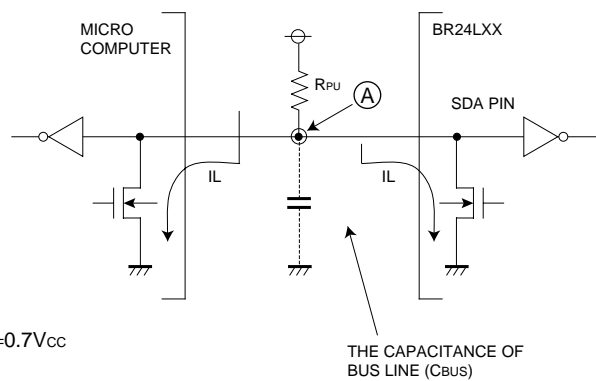 MICRO
COMPUTER
BR24LXX
RPU
A
SDA PIN
IL
IL
=0.7VCC
THE CAPACITANCE OF
BUS LINE (CBUS)